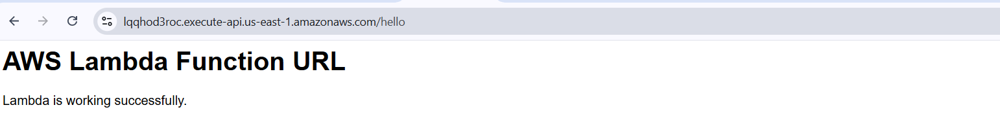 lqqhod3roc.execute-api.us-east-1.amazonaws.com/hello
AWS Lambda Function URL
Lambda is working successfully.